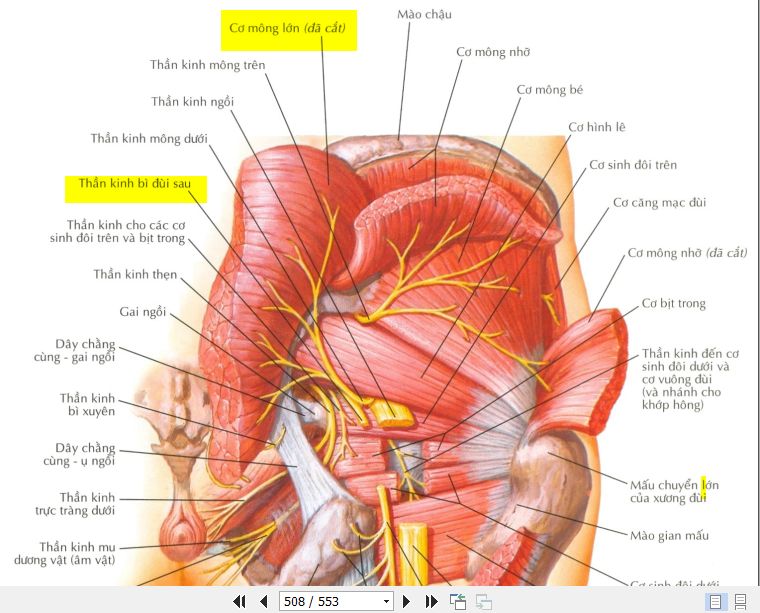 Cơ mông lớn (đã cắt)
Thần kinh mông trên
Thần kinh ngồi
Thần kinh mông dưới
Thần kinh bì đùi sau
Thần kinh cho các cơ
sinh đôi trên và bịt trong
Thần kinh thẹn
Gai ngồi
Dây chằng
cùng - gai ngồi
Thần kinh
bì xuyên
Dây chằng
cùng - ụ ngồi
Thần kinh
trực tràng dưới
Thần kinh mu
dương vật (âm vật)
Mào chậu
Cơ mông nhỡ
Cơ mông bé
Cơ hình lê
Cơ sinh đôi trên
Cơ căng mạc đùi
Cơ mông nhỡ (đã cắt)
Cơ bịt trong
Thần kinh đến cơ
sinh đôi dưới và
cơ vuông đùi
(và nhánh cho
khớp hông)
Mấu chuyển lớn
của xương đùi
Mào gian mấu
Cơ sinh đôi dưới
508 / 553